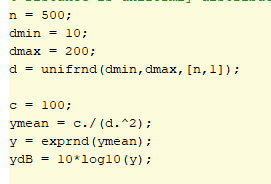 n = 500;
dmin = 10;
dmax = 200;
d = unifrnd(dmin,dmax,[n,1]);
c = 100;
ymean = c./(d.^2);
y = exprnd(ymean);
ydB = 10*log10(y);